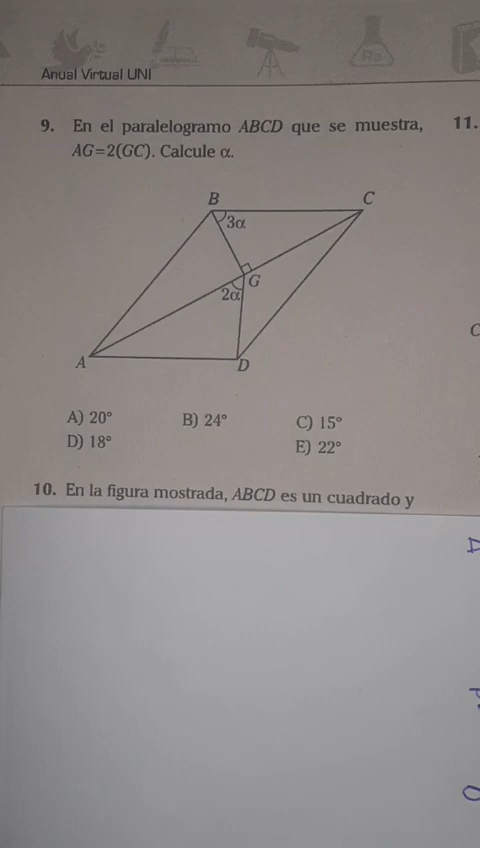 Ra
Anual Virtual UNI
9. En el paralelogramo ABCD que se muestra,
AG=2(GC). Calcule α.
11.
B
C
3α
G
2α
A
D
A) 20°
B) 24°
C) 15°
D) 18°
E) 22°
10. En la figura mostrada, ABCD es un cuadrado y